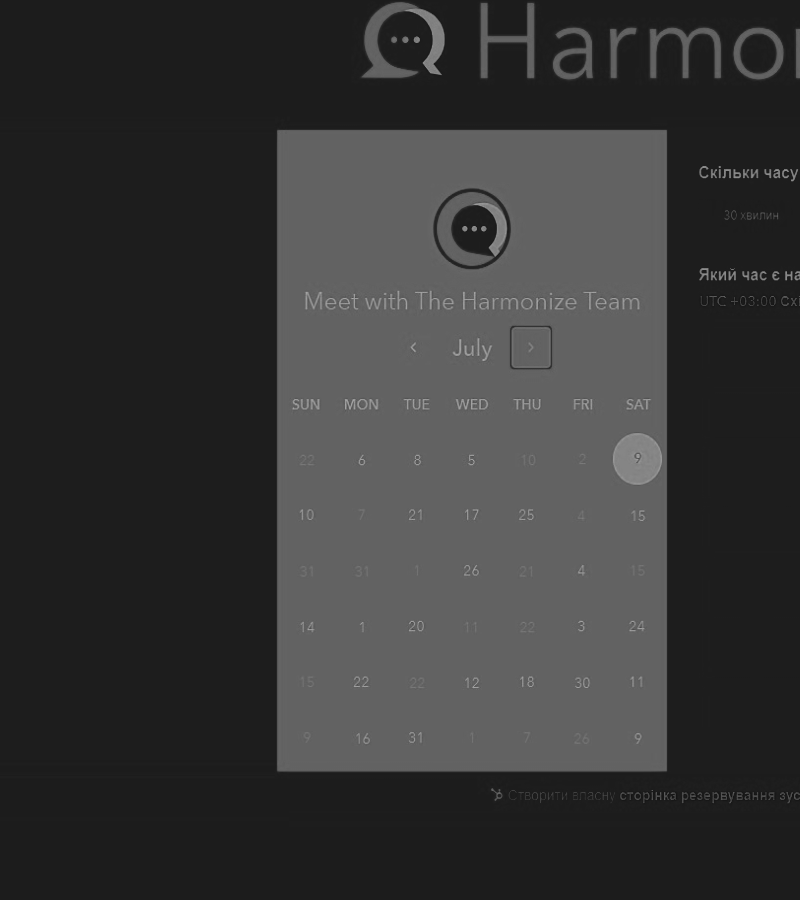 Harmon
Скільки часу
30 хвилин
Який час є на
UTC +03:00 Схі
Meet with The Harmonize Team
July
SUN MON TUE WED THU FRI SAT
22 6 8 5 10 2 9
10 7 21 17 25 4 15
31 31 1 26 21 4 15
14 1 20 11 22 3 24
15 22 22 12 18 30 11
9 16 31 1 7 26 9
Створити власну сторінка резервування зус